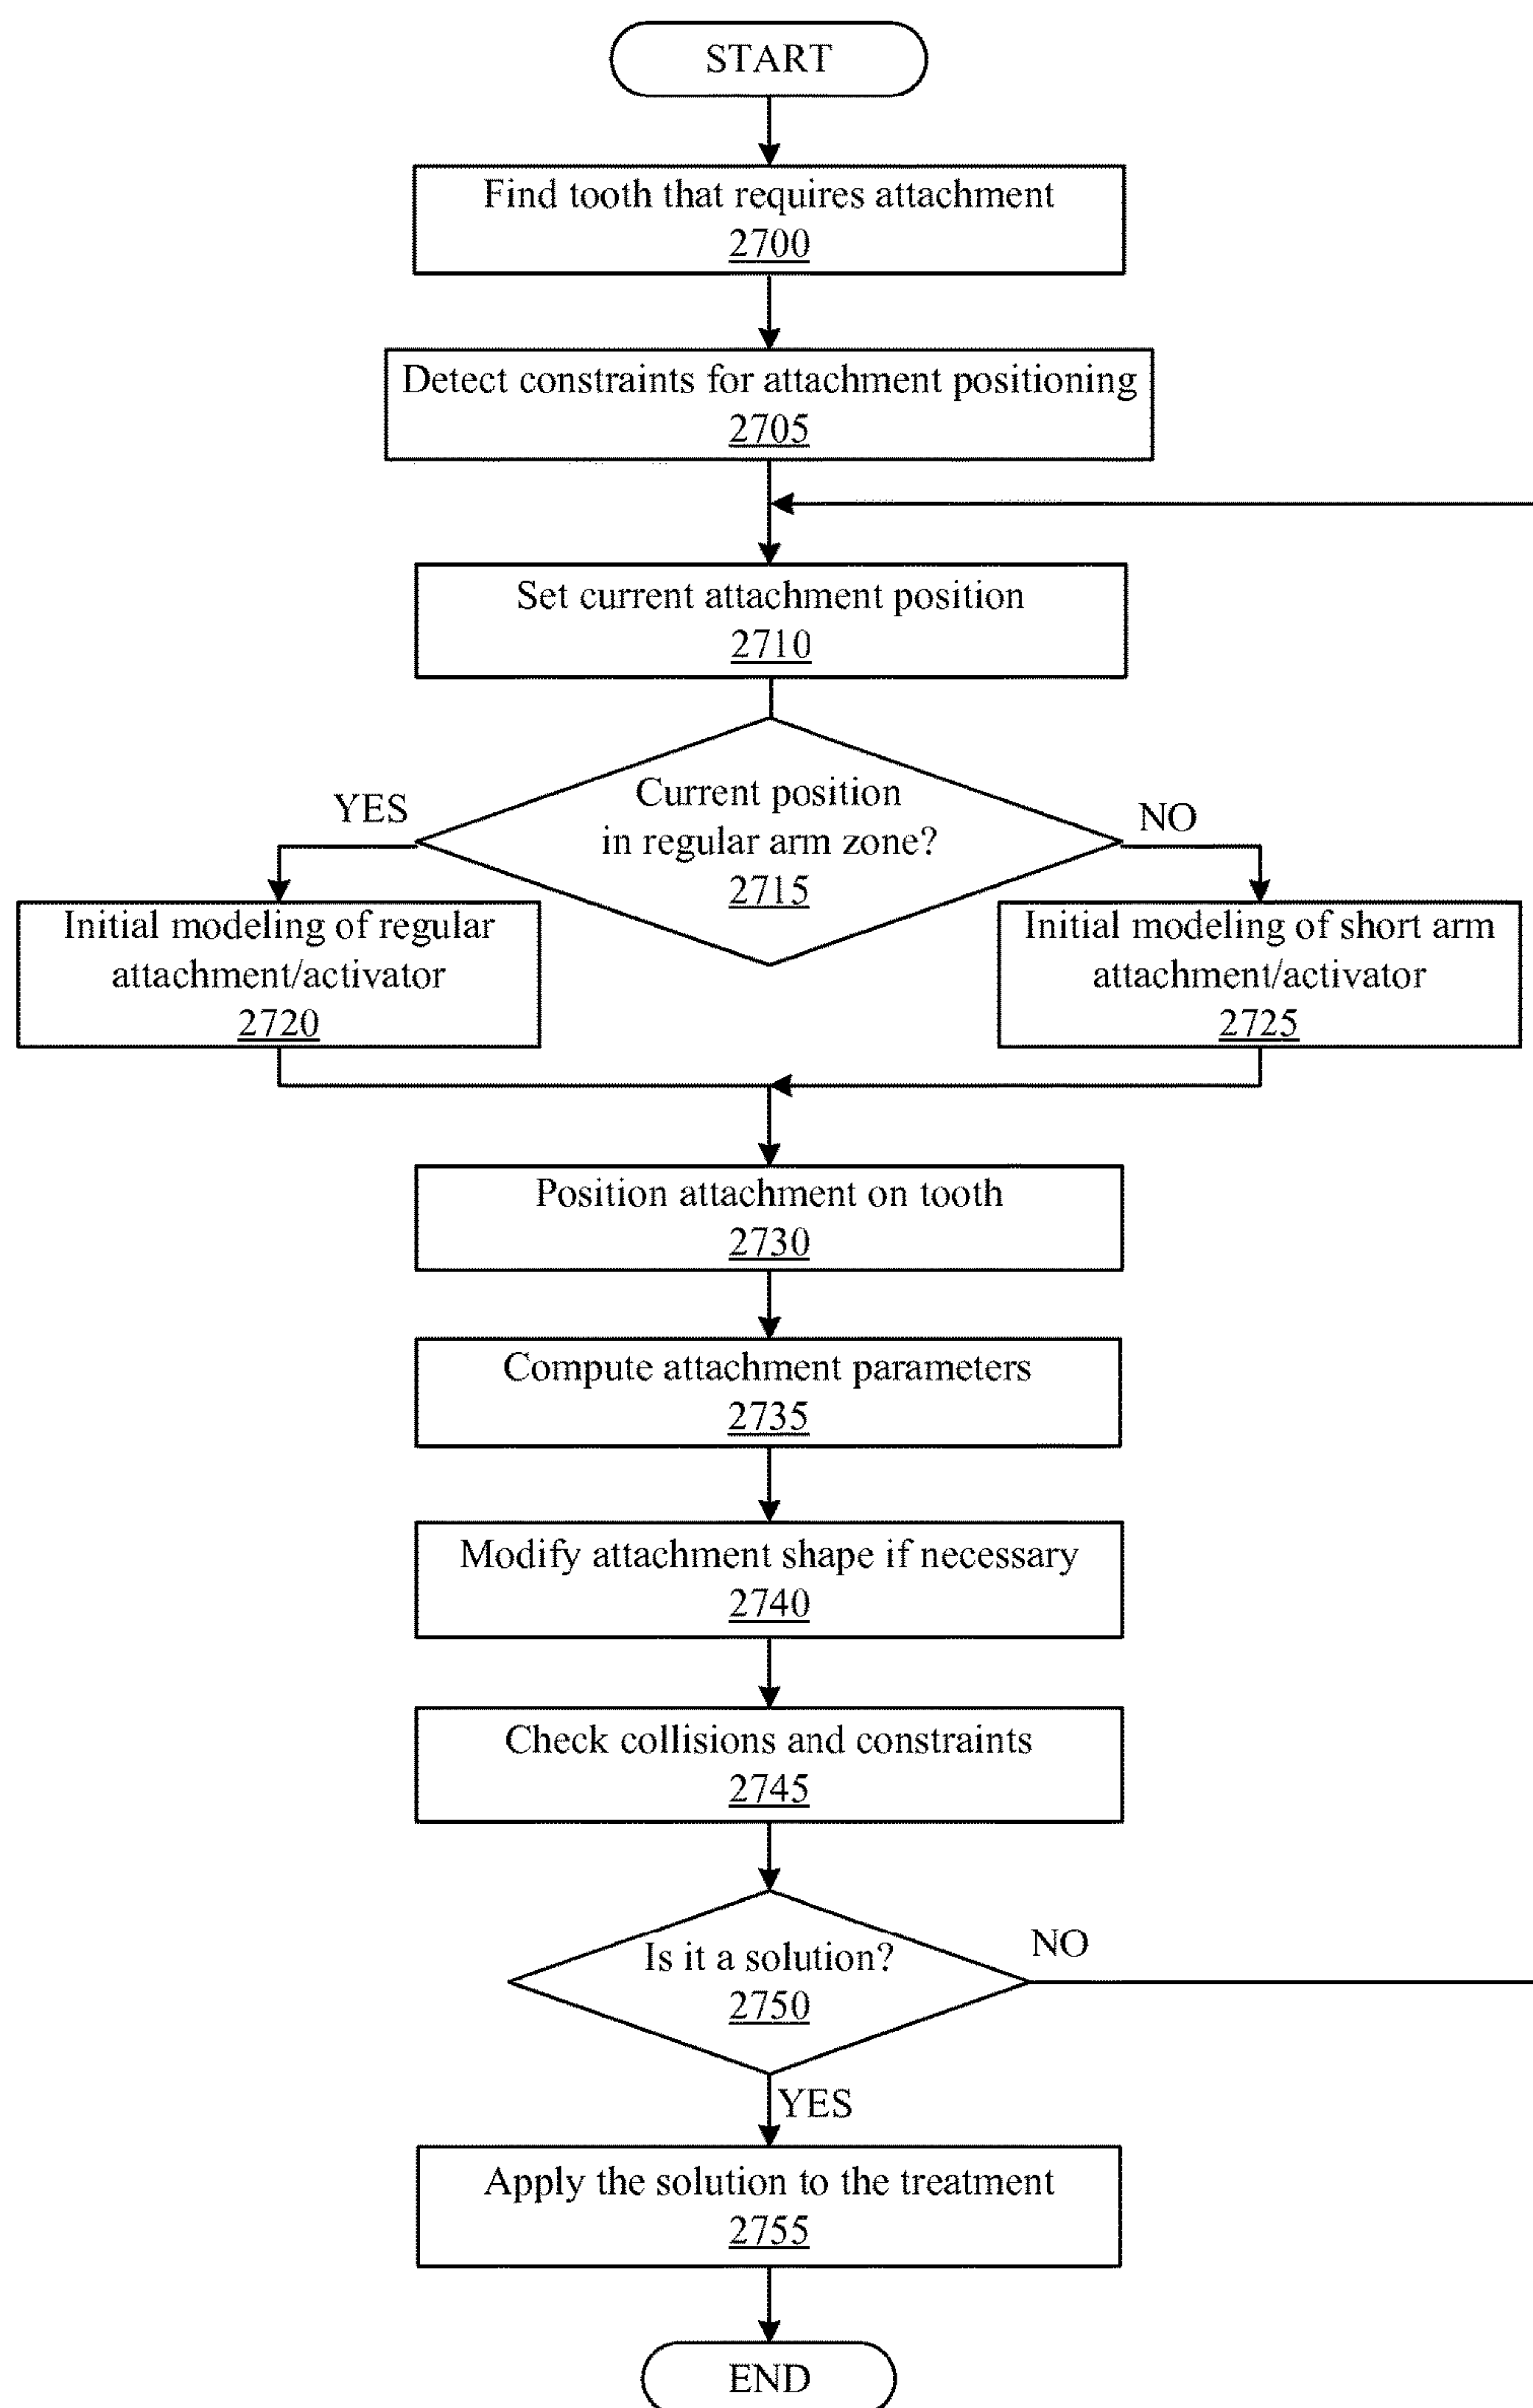 START
Find tooth that requires attachment
2700
Detect constraints for attachment positioning
2705
Set current attachment position
2710
Current position
in regular arm zone?
2715
YES
NO
Initial modeling of regular
attachment/activator
2720
Initial modeling of short arm
attachment/activator
2725
Position attachment on tooth
2730
Compute attachment parameters
2735
Modify attachment shape if necessary
2740
Check collisions and constraints
2745
Is it a solution?
2750
NO
YES
Apply the solution to the treatment
2755
END